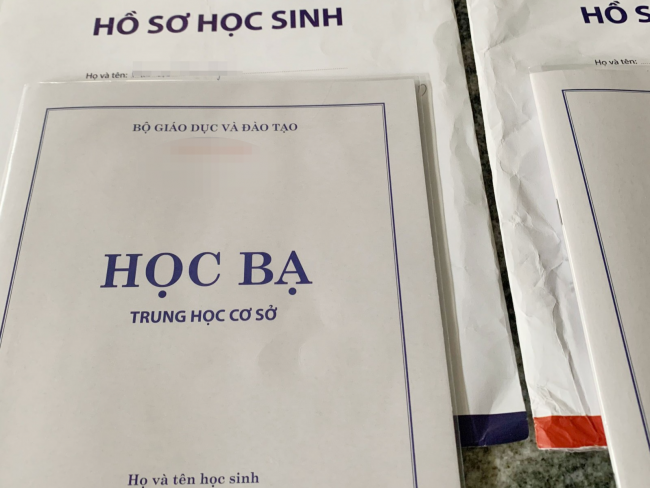 HỒ SƠ HỌC SINH
Họ và tên:
BỘ GIÁO DỤC VÀ ĐÀO TẠO
HỌC BẠ
TRUNG HỌC CƠ SỞ
Họ và tên học sinh
HỒ S
Họ và tên: